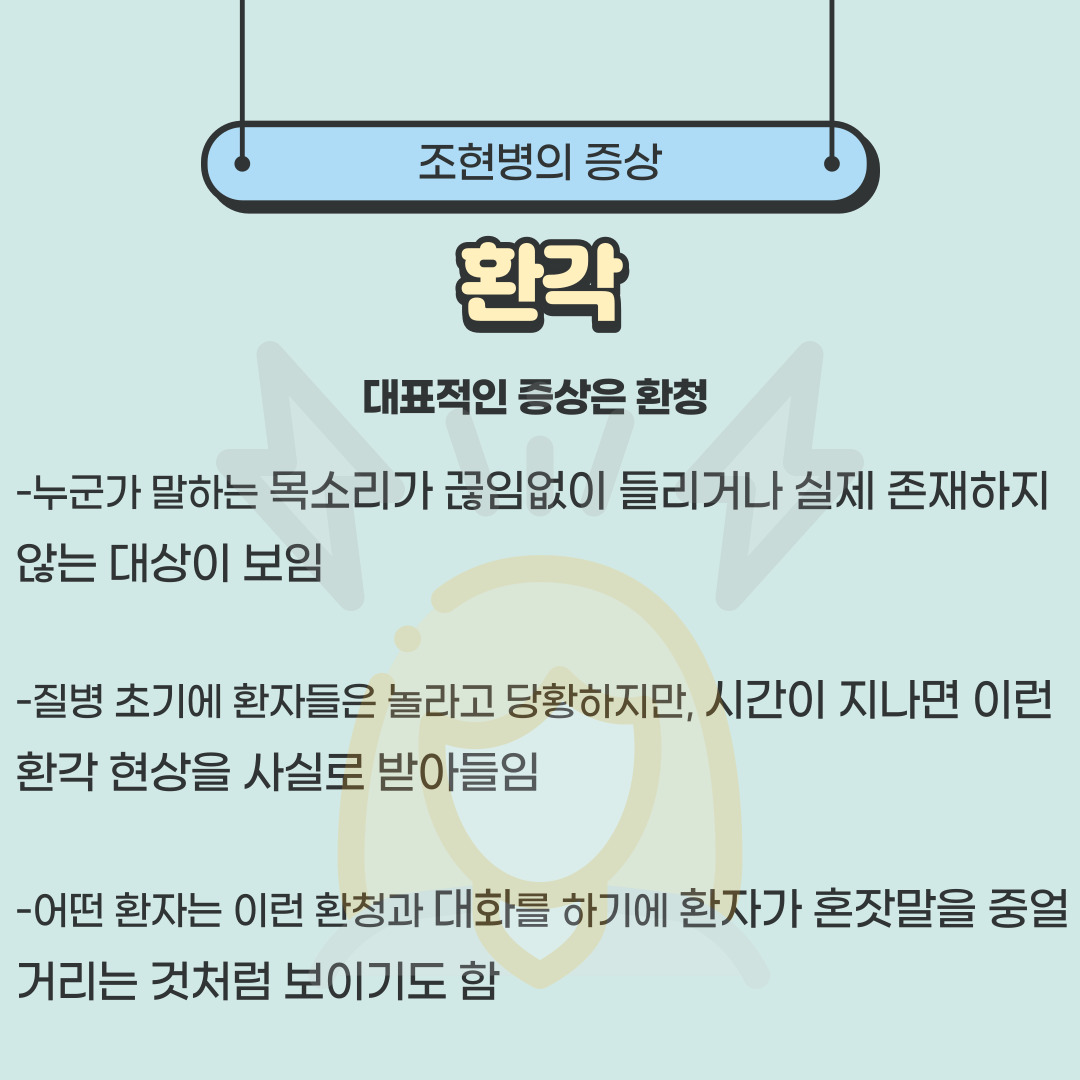 조현병의 증상
환각
대표적인 증상은 환청
-누군가 말하는 목소리가 끊임없이 들리거나 실제 존재하지
않는 대상이 보임
-질병 초기에 환자들은 놀라고 당황하지만, 시간이 지나면 이런
환각 현상을 사실로 받아들임
-어떤 환자는 이런 환청과 대화를 하기에 환자가 혼잣말을 중얼
거리는 것처럼 보이기도 함